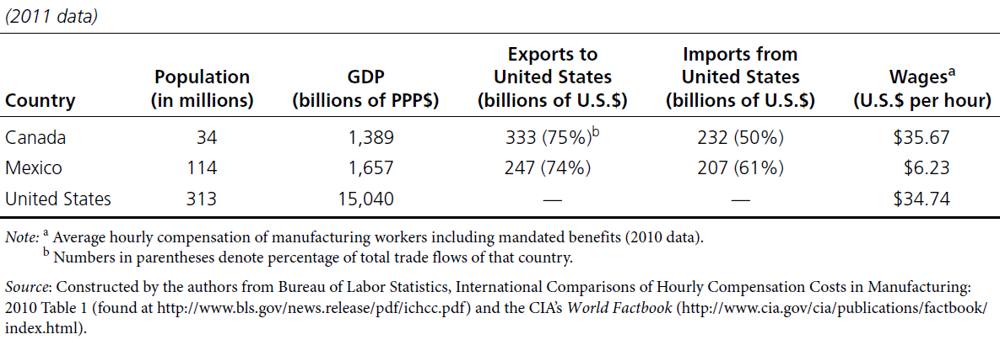 (2011 data)
Exports to Imports from
Population GDP United States United States Wagesᵃ
Country (in millions) (billions of PPP$) (billions of U.S.$) (billions of U.S.$) (U.S.$ per hour)
Canada 34 1,389 333 (75%)ᵇ 232 (50%) $35.67
Mexico 114 1,657 247 (74%) 207 (61%) $6.23
United States 313 15,040 — — $34.74
Note: ᵃ Average hourly compensation of manufacturing workers including mandated benefits (2010 data).
ᵇ Numbers in parentheses denote percentage of total trade flows of that country.
Source: Constructed by the authors from Bureau of Labor Statistics, International Comparisons of Hourly Compensation Costs in Manufacturing:
2010 Table 1 (found at http://www.bls.gov/news.release/pdf/ichcc.pdf) and the CIA’s World Factbook (http://www.cia.gov/cia/publications/factbook/
index.html).